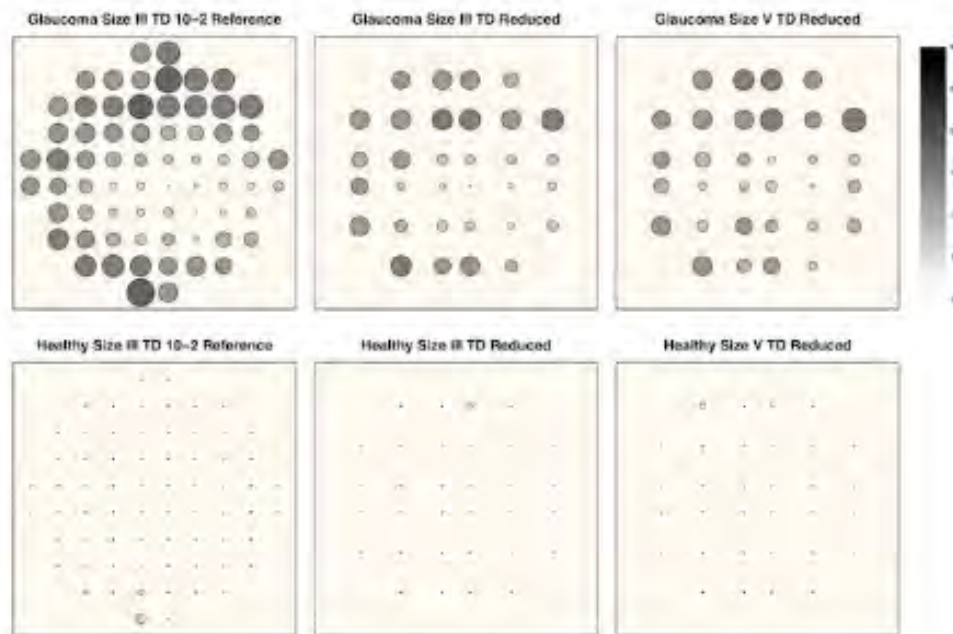 Glaucoma Size III TD 10-2 Reference
Glaucoma Size III TD Reduced
Glaucoma Size V TD Reduced
Healthy Size III TD 10-2 Reference
Healthy Size III TD Reduced
Healthy Size V TD Reduced